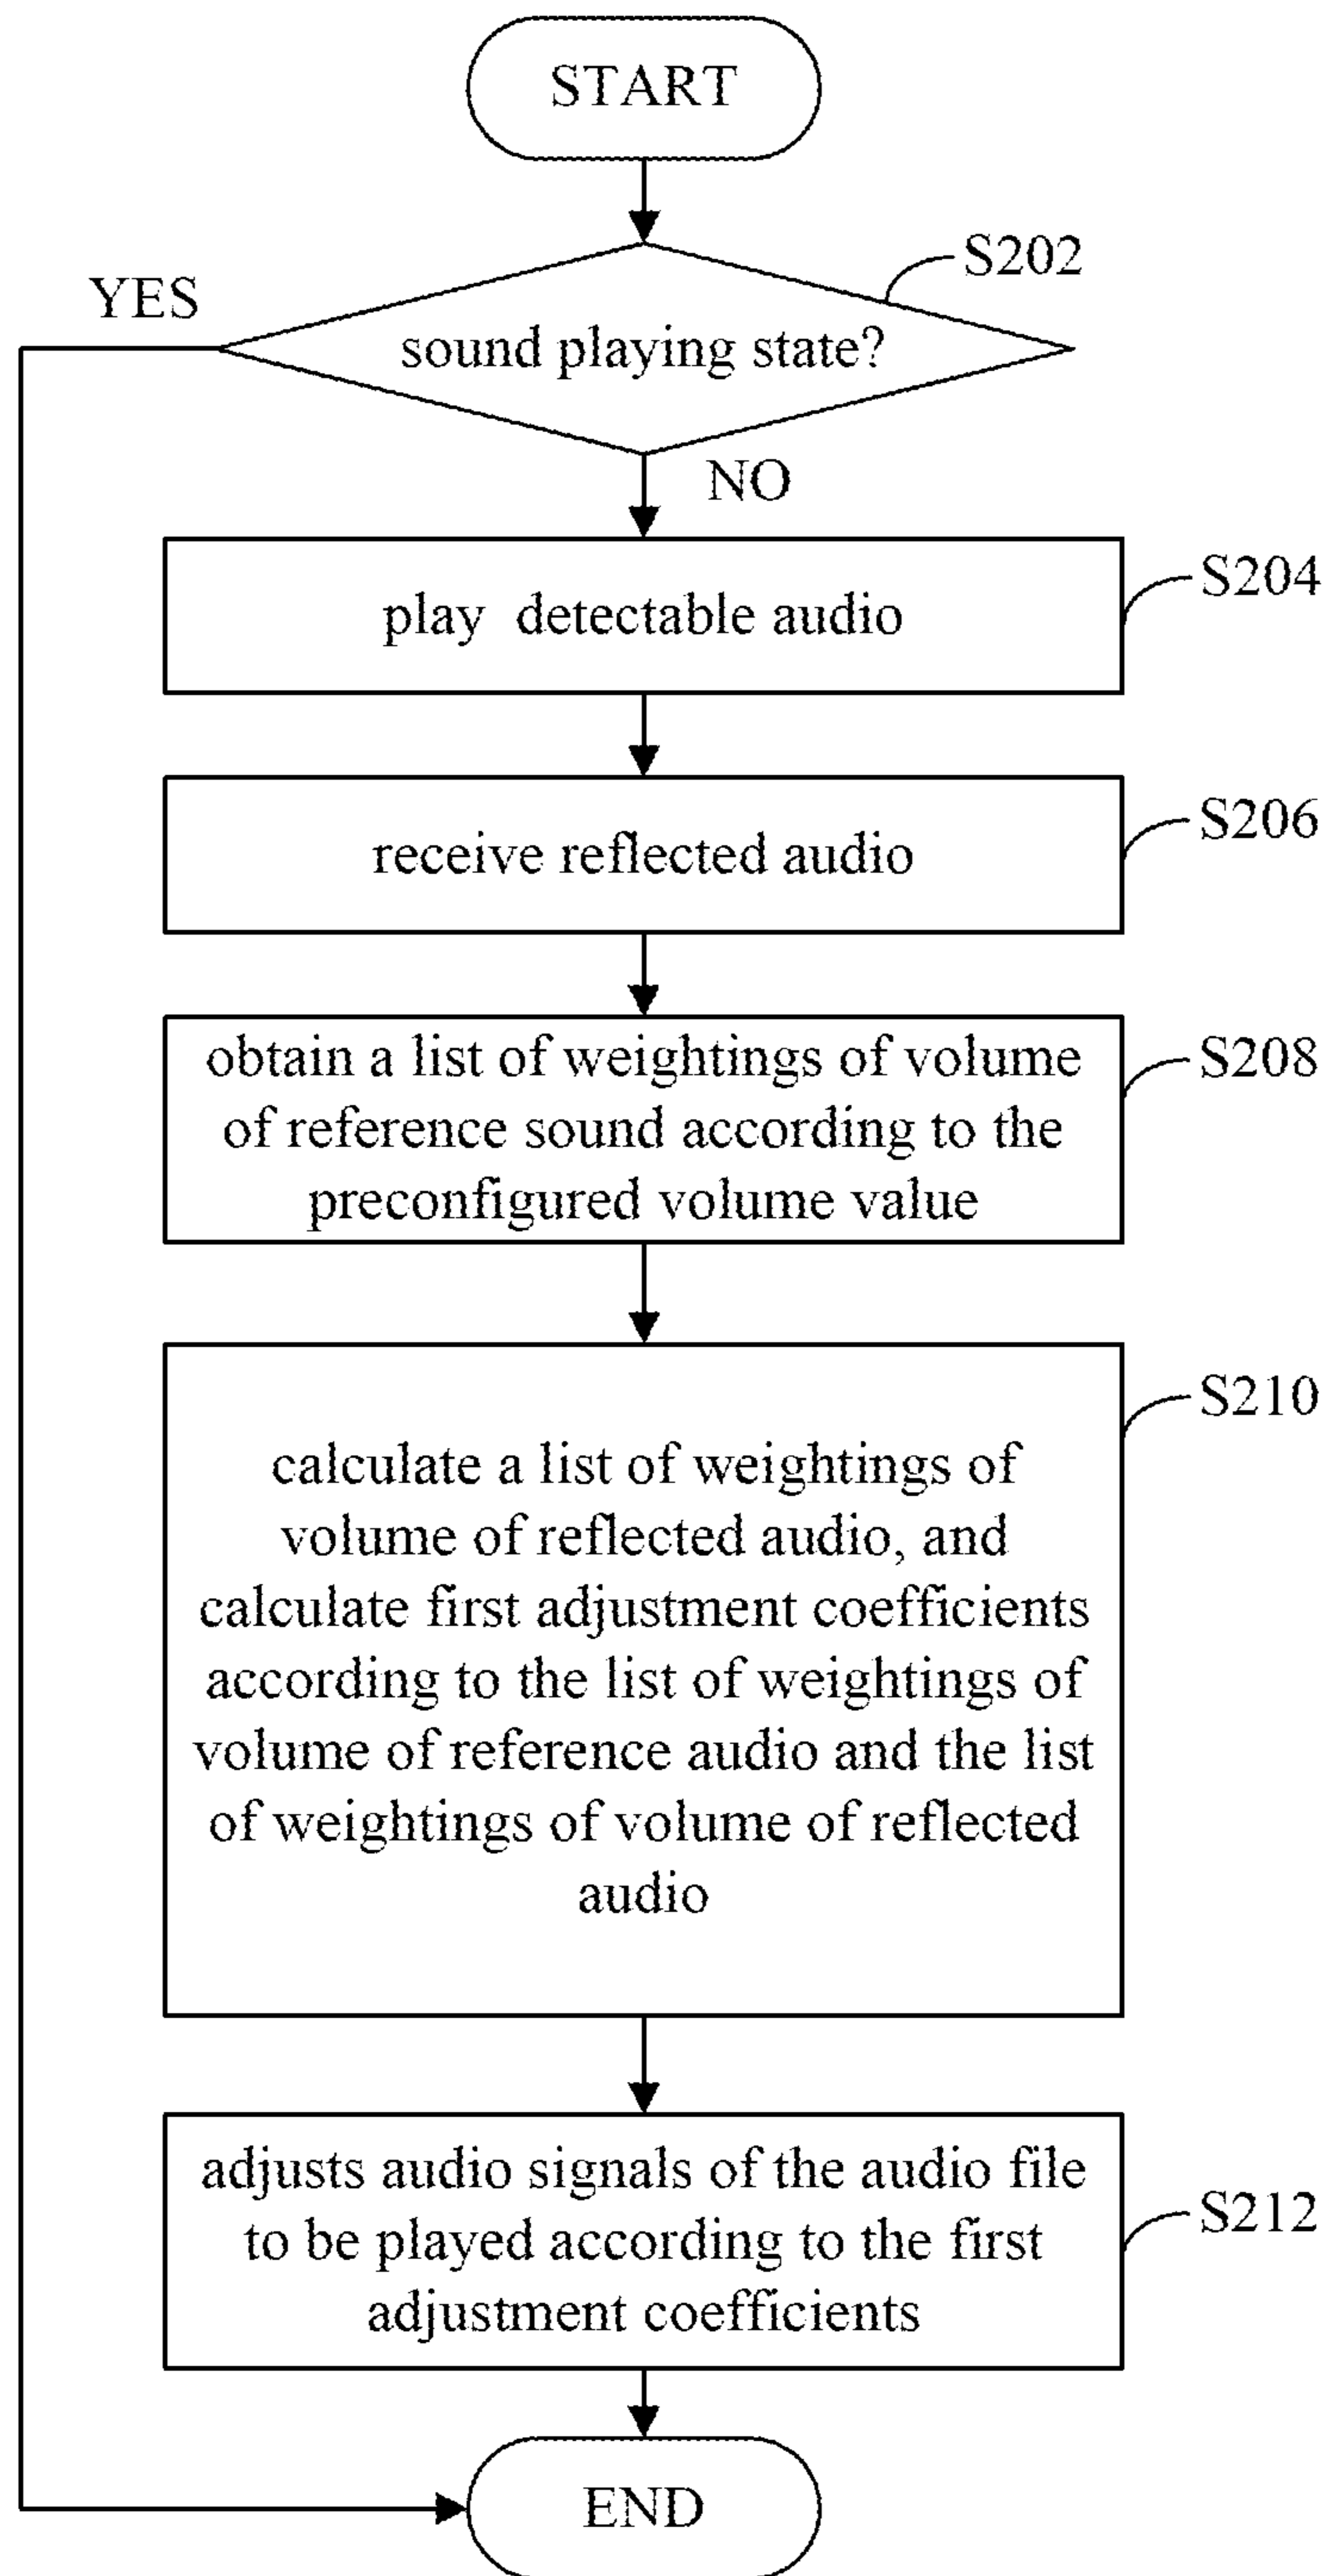 START
S202
YES
sound playing state?
NO
play  detectable audio
S204
receive reflected audio
S206
obtain a list of weightings of volume
of reference sound according to the
preconfigured volume value
S208
calculate a list of weightings of
volume of reflected audio, and
calculate first adjustment coefficients
according to the list of weightings of
volume of reference audio and the list
of weightings of volume of reflected
audio
S210
adjusts audio signals of the audio file
to be played according to the first
adjustment coefficients
S212
END